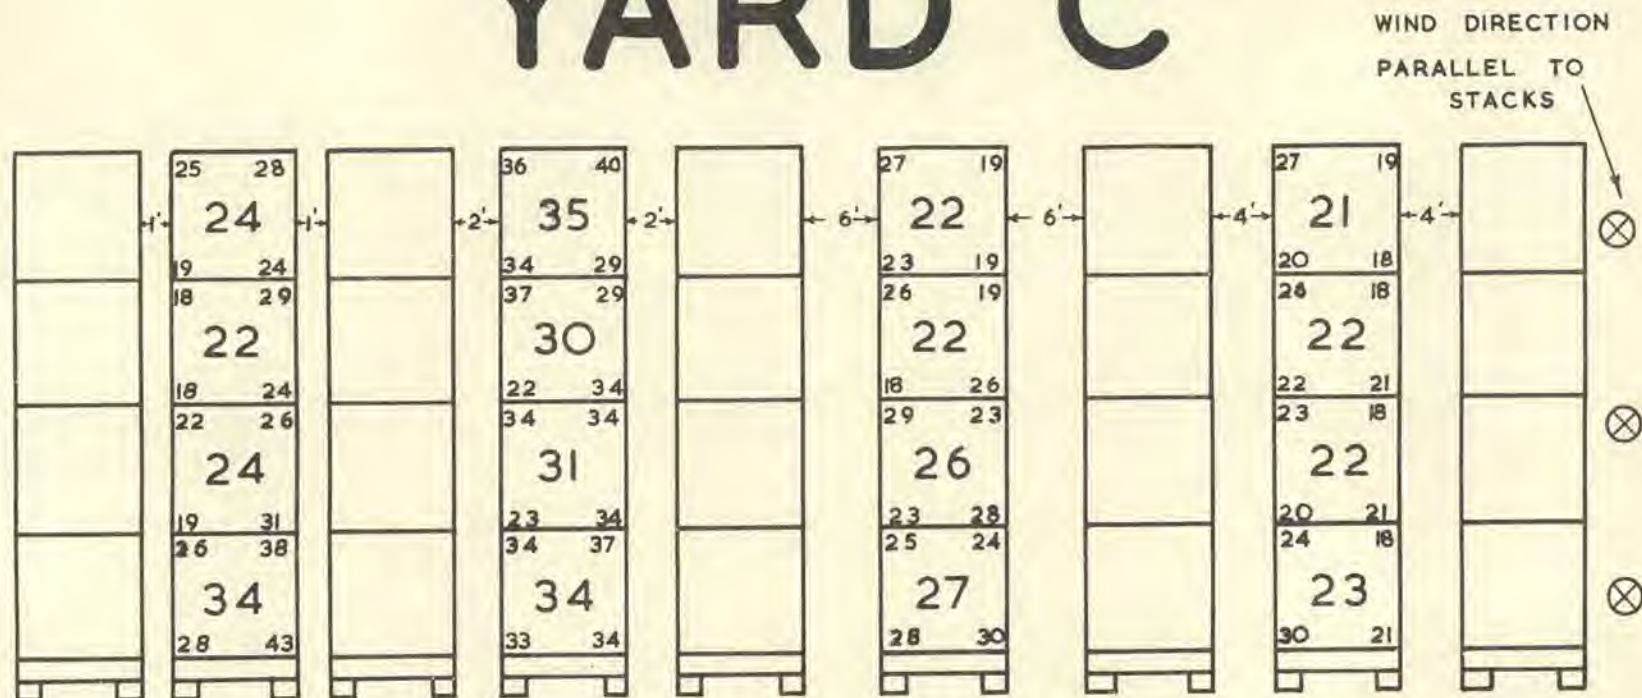 YARD C
WIND DIRECTION
PARALLEL TO
STACKS
25 28 36 40 27 19 27 19
1' 24 1' 2' 35 2' 6' 22 6' 4' 21 4'
19 24 34 29 23 19 20 18
18 29 37 29 26 19 26 18
22 30 22 22
18 24 22 34 18 26 22 21
22 26 34 34 29 23 23 18
24 31 26 22
19 31 23 34 23 28 20 21
26 38 34 37 25 24 24 18
34 34 27 23
28 43 33 34 28 30 30 21